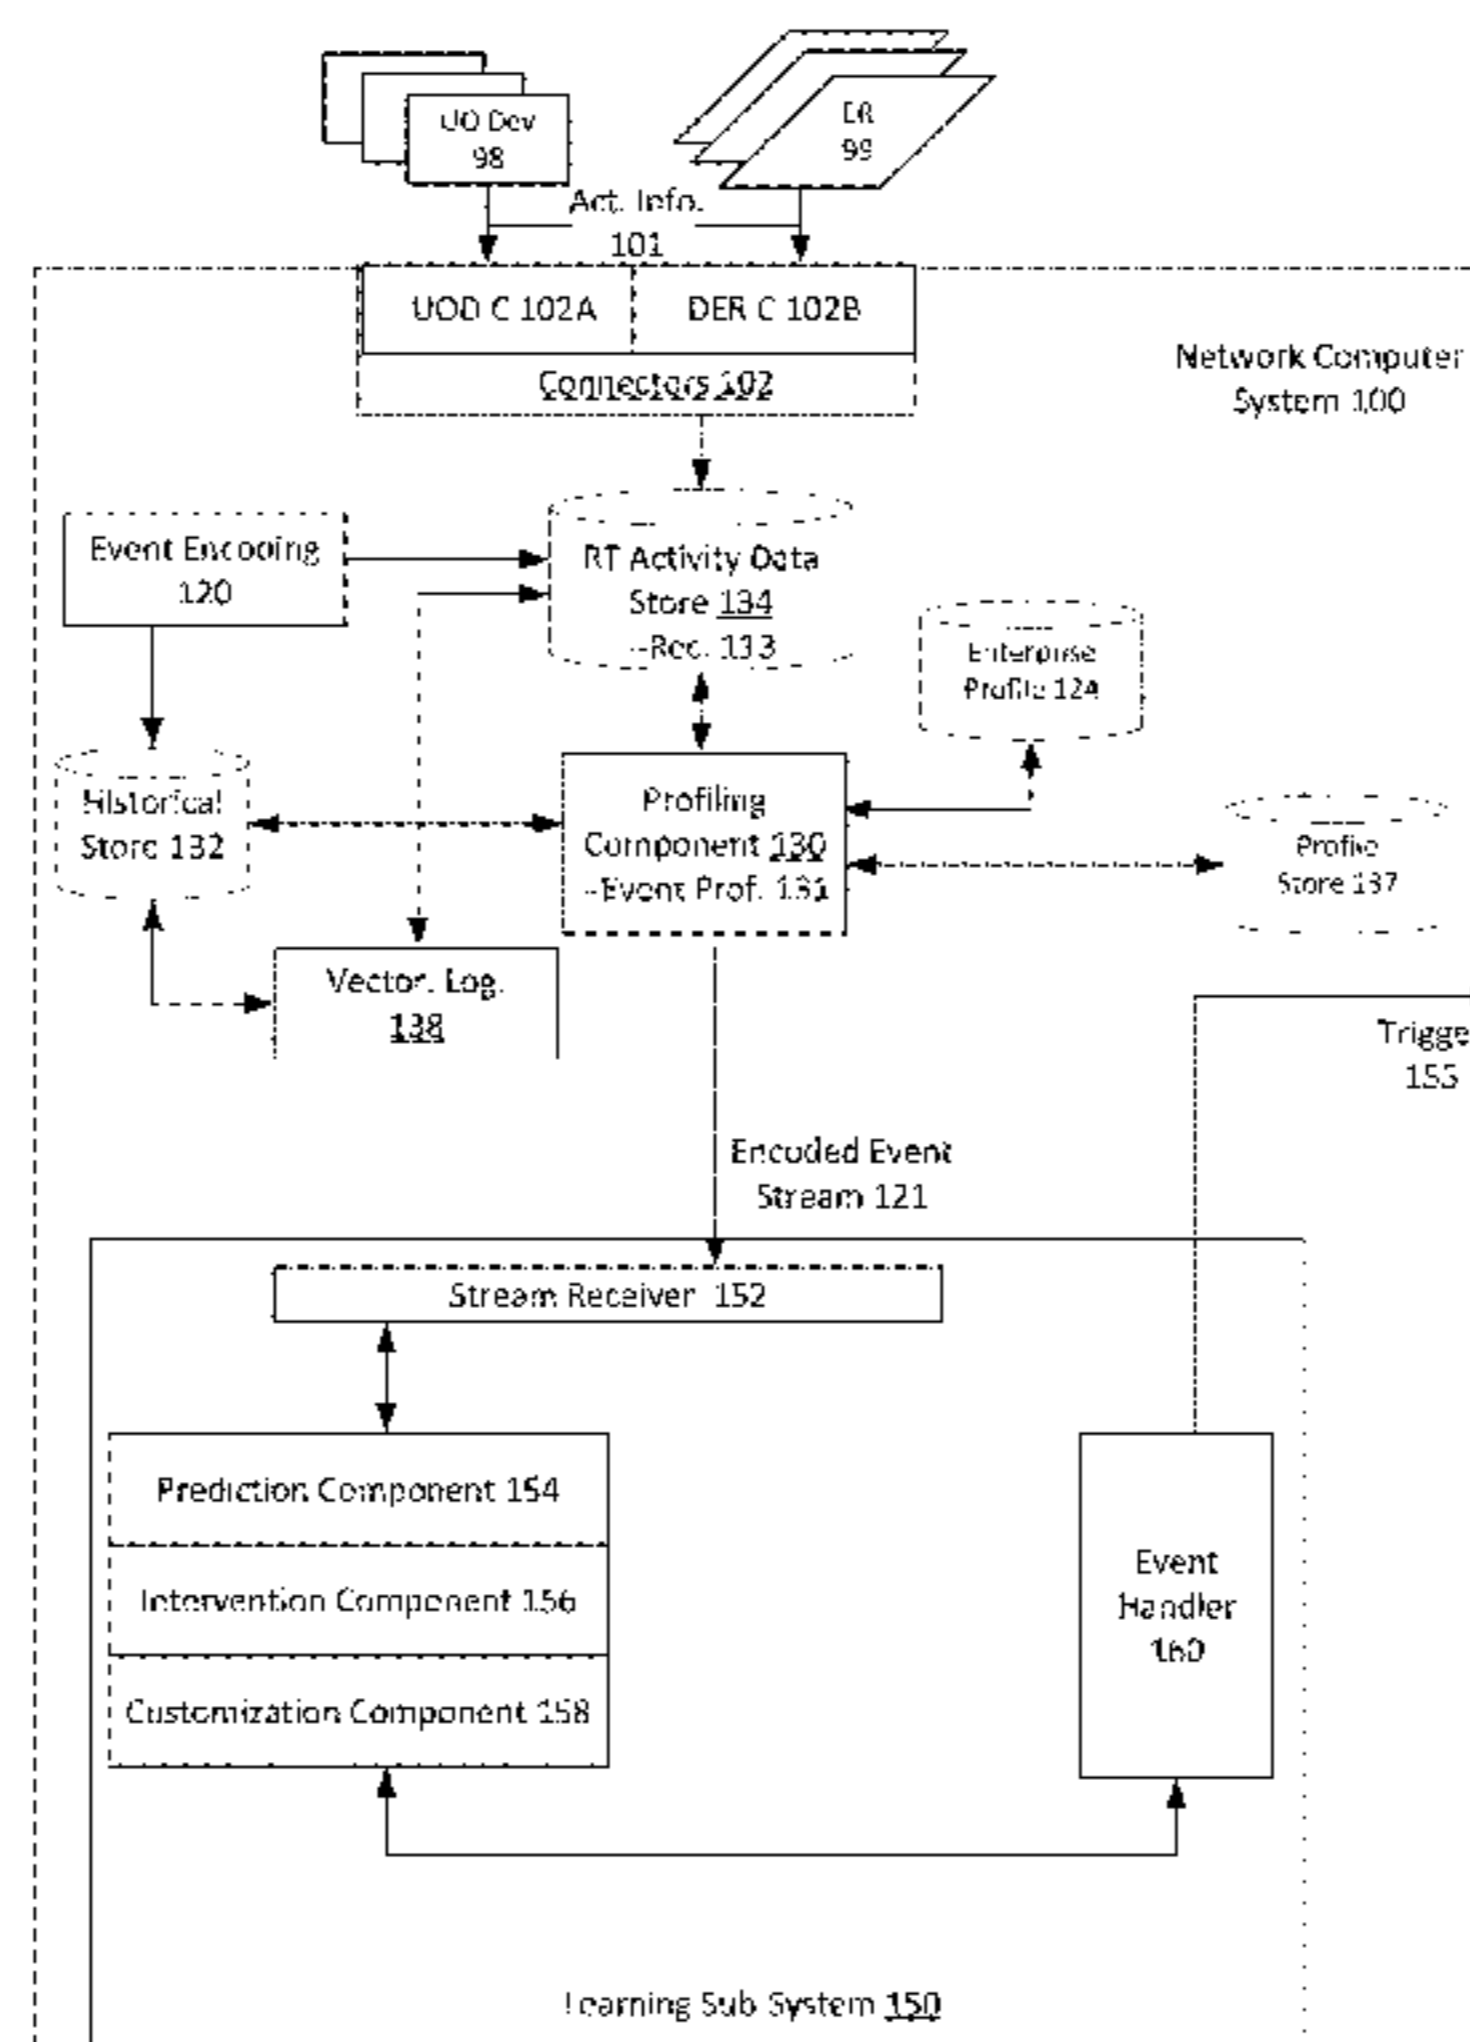 UO Dev
98
ER
99
Act. Info.
101
UOD C 102A
DER C 102B
Connectors 102
Network Computer
System 100
Event Encoding
120
RT Activity Data
Store 134
--Rec. 133
Enterprise
Profile 124
Historical
Store 132
Profiling
Component 130
--Event Prof. 131
Profile
Store 137
Vector. Log.
138
Trigge
155
Encoded Event
Stream 121
Stream Receiver 152
Prediction Component 154
Intervention Component 156
Customization Component 158
Event
Handler
160
Learning Sub System 150